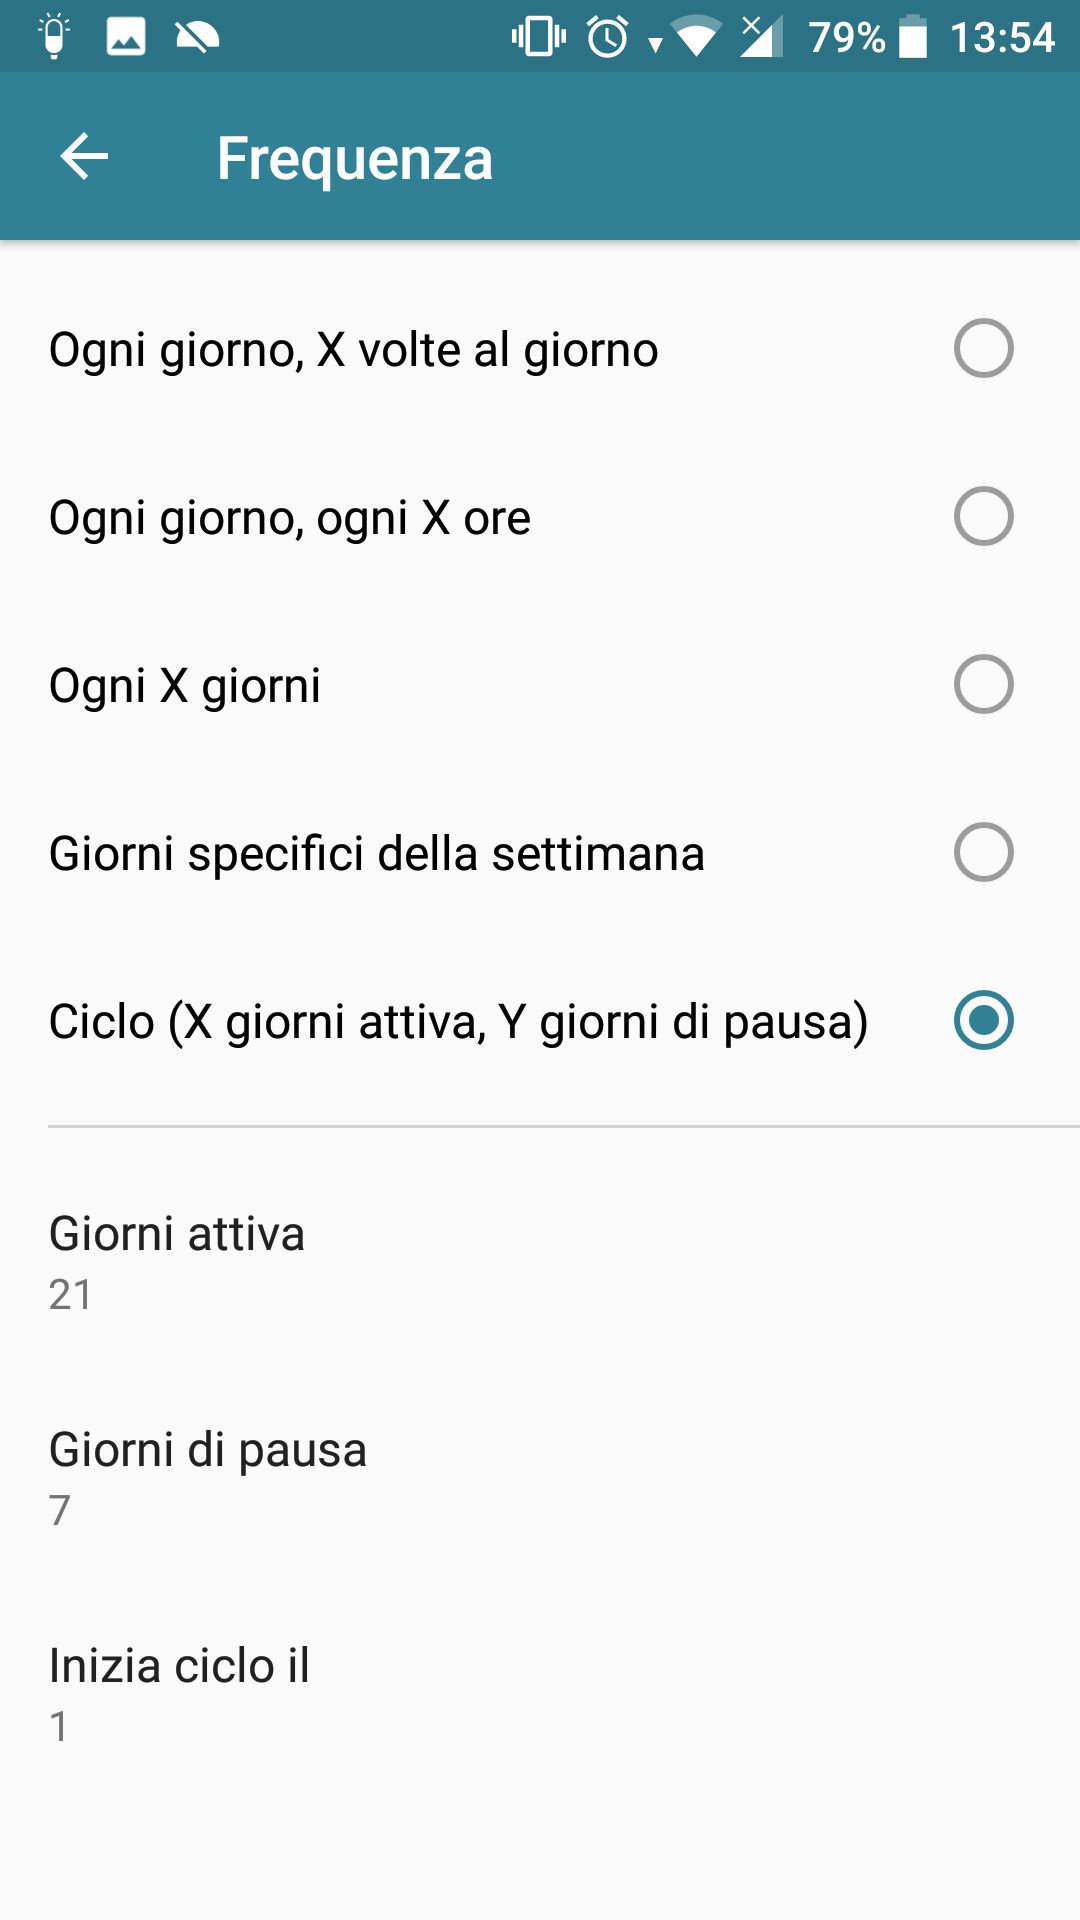 79% 13:54
Frequenza
Ogni giorno, X volte al giorno
Ogni giorno, ogni X ore
Ogni X giorni
Giorni specifici della settimana
Ciclo (X giorni attiva, Y giorni di pausa)
Giorni attiva
21
Giorni di pausa
7
Inizia ciclo il
1